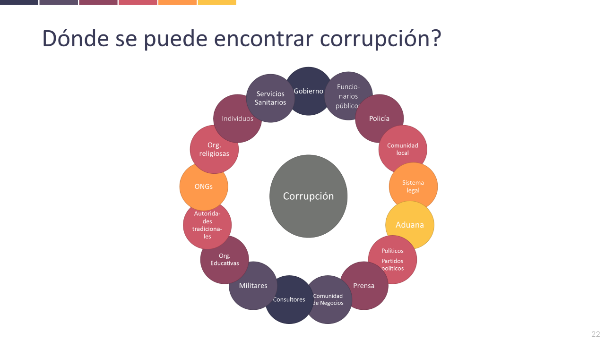 Dónde se puede encontrar corrupción?
Gobierno
Funcio-
narios
público
Policía
Comunidad
local
Sistema
legal
Aduana
Políticos
Partidos
políticos
Prensa
Comunidad
de Negocios
Consultores
Militares
Org.
Educativas
Autorida-
des
tradiciona-
les
ONGs
Org.
religiosas
Individuos
Servicios
Sanitarios
Corrupción
22